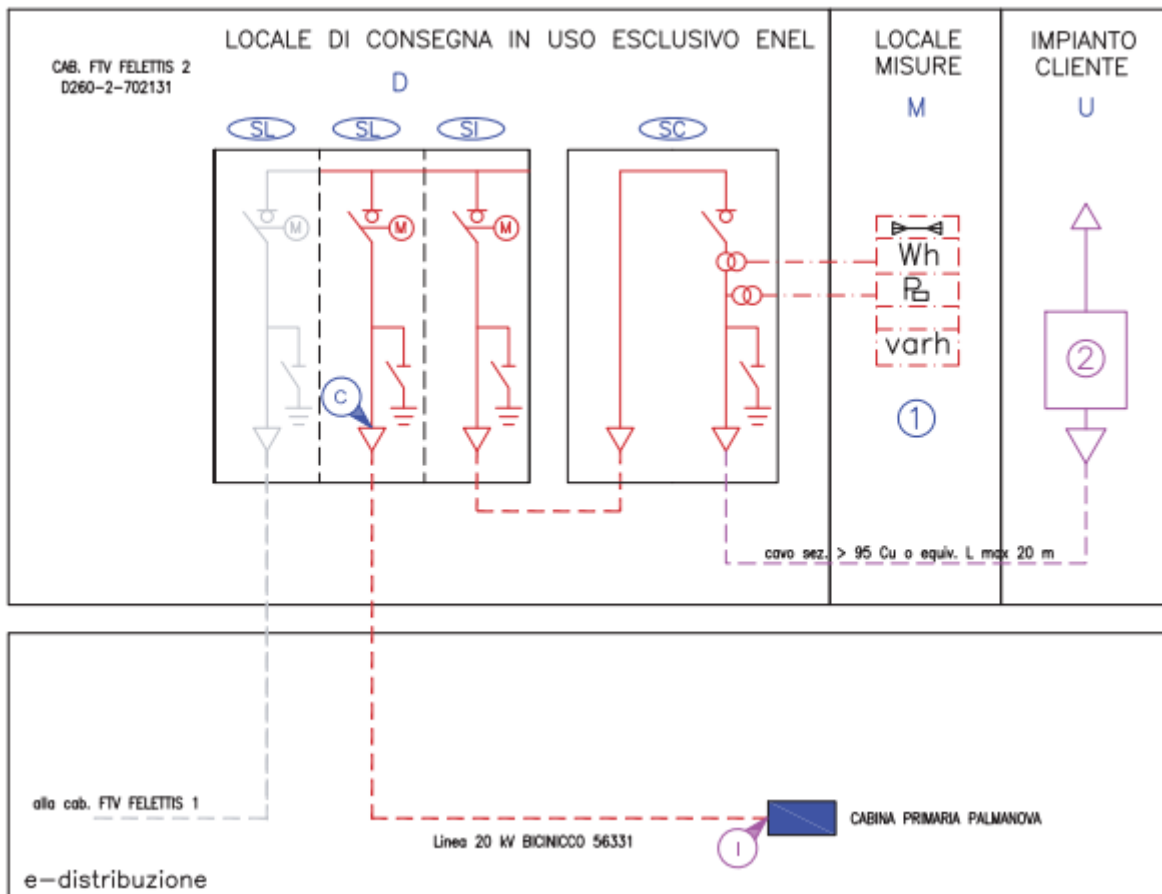 LOCALE DI CONSEGNA IN USO ESCLUSIVO ENEL
CAB. FTV FELETTIS 2
D260-2-702131
D
SL
SL
SI
SC
M
M
M
C
LOCALE
MISURE
M
Wh
P
varh
1
IMPIANTO
CLIENTE
U
2
cavo sez. > 95 Cu o equiv. L max 20 m
alla cab. FTV FELETTIS 1
Linea 20 kV BICINICCO 56331
I
CABINA PRIMARIA PALMANOVA
e-distribuzione